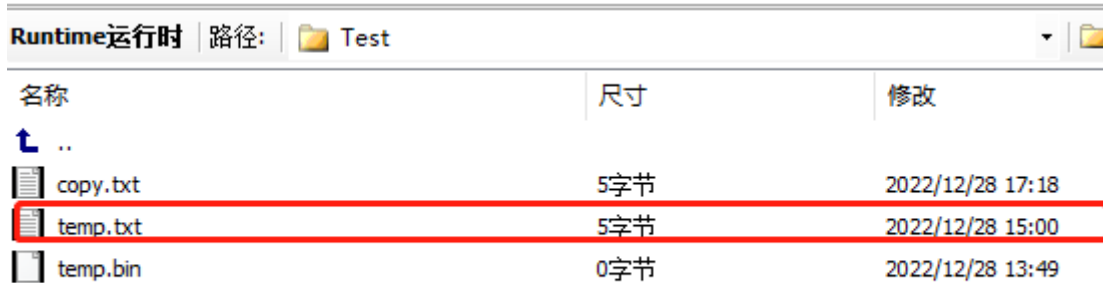 Runtime运行时 路径: Test
名称 尺寸 修改
..
copy.txt 5字节 2022/12/28 17:18
temp.txt 5字节 2022/12/28 15:00
temp.bin 0字节 2022/12/28 13:49